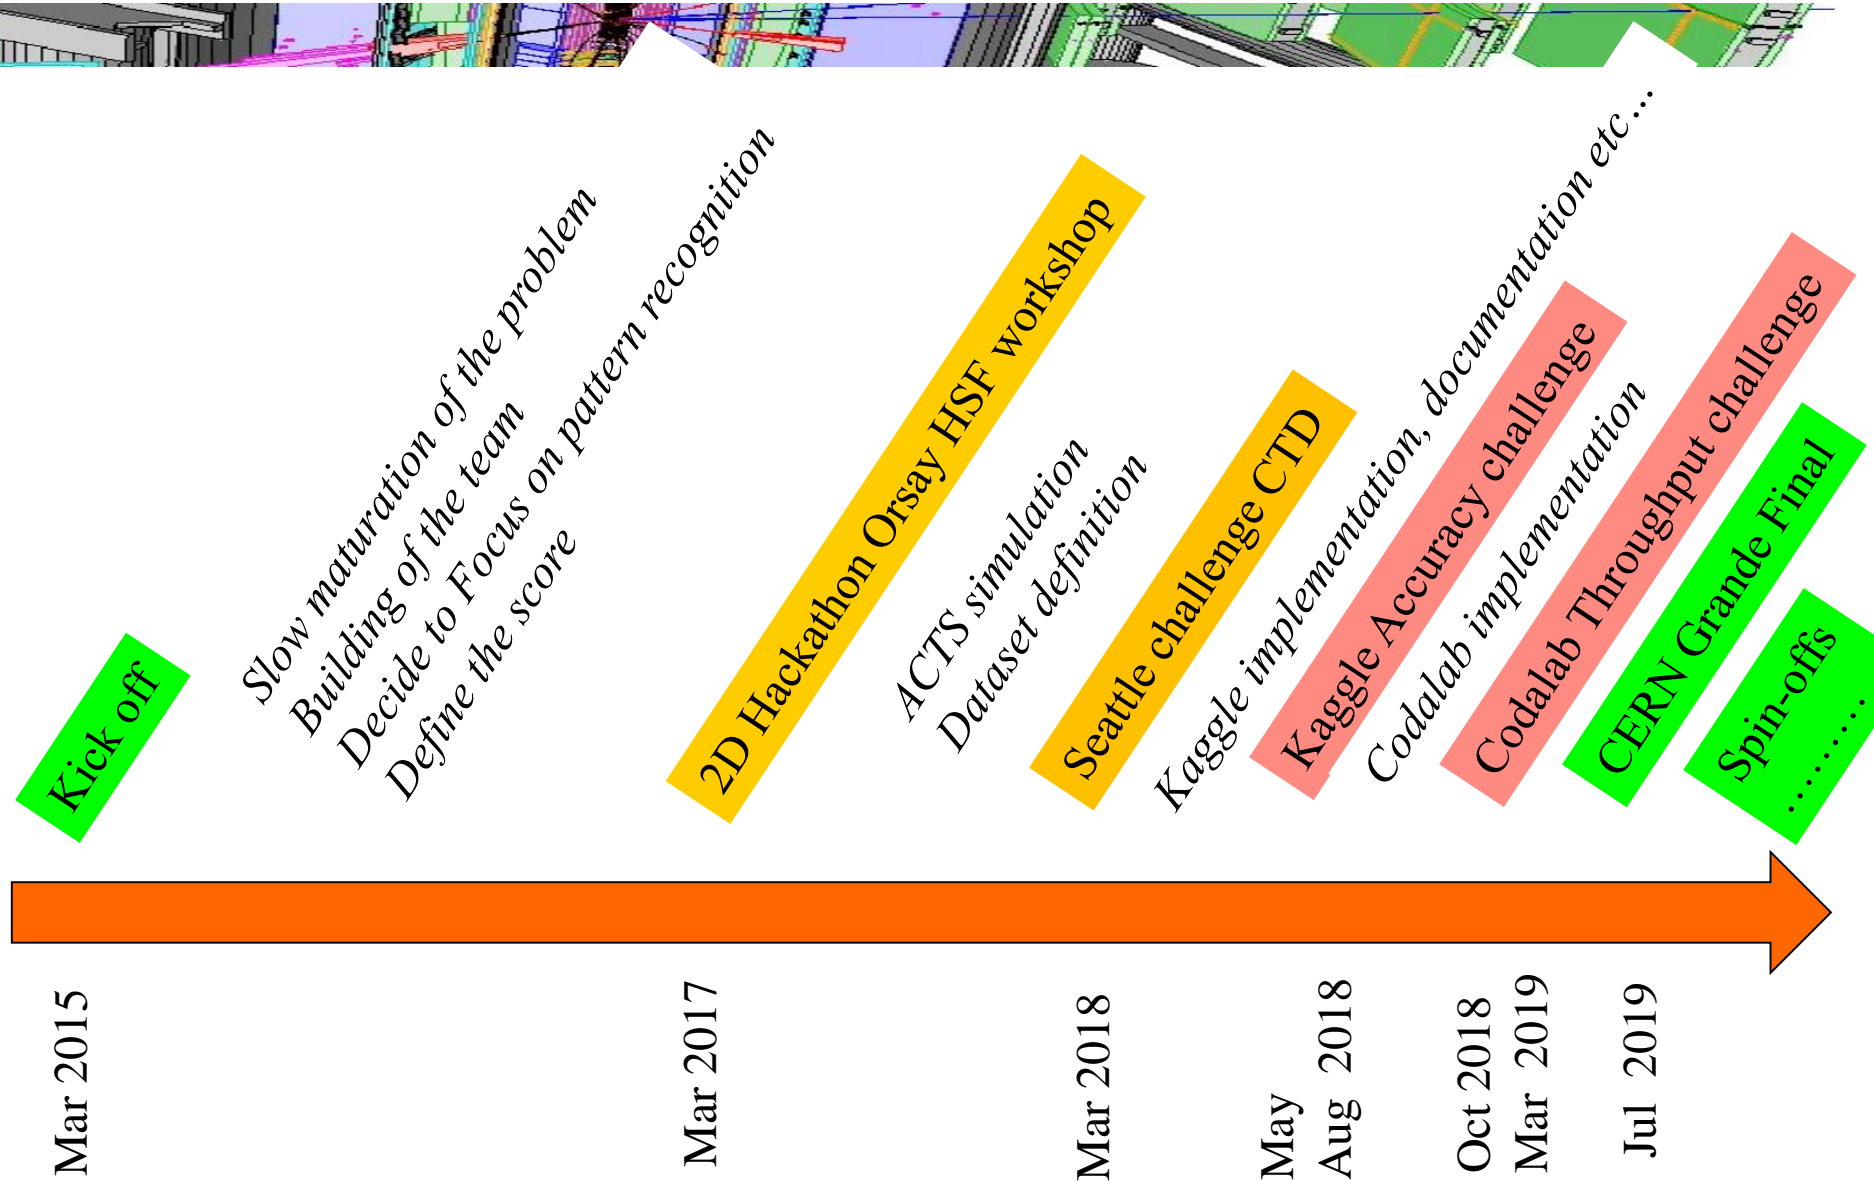 Kick off
Slow maturation of the problem
Building of the team
Decide to Focus on pattern recognition
Define the score
2D Hackathon Orsay HSF workshop
ACTS simulation
Dataset definition
Seattle challenge CTD
Kaggle implementation, documentation etc…
Kaggle Accuracy challenge
Codalab implementation
Codalab Throughput challenge
CERN Grande Final
Spin-offs
………
Mar 2015
Mar 2017
Mar 2018
May
Aug 2018
Oct 2018
Mar 2019
Jul 2019